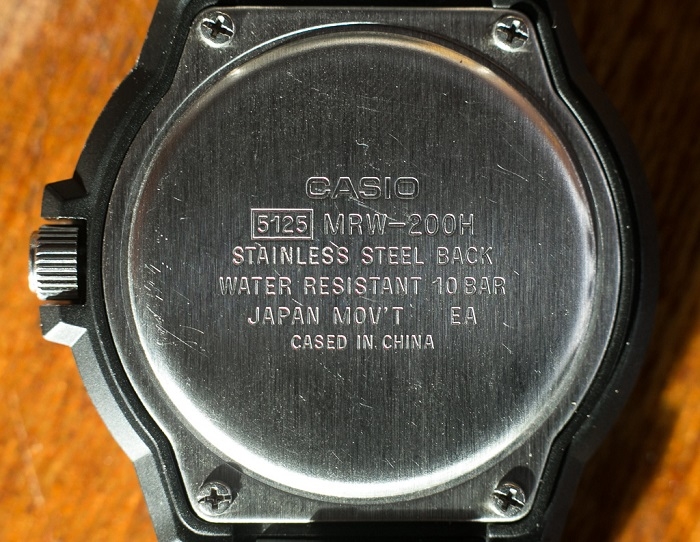 CASIO
5125 MRW-200H
STAINLESS STEEL BACK
WATER RESISTANT 10 BAR
JAPAN MOV'T EA
CASED IN CHINA